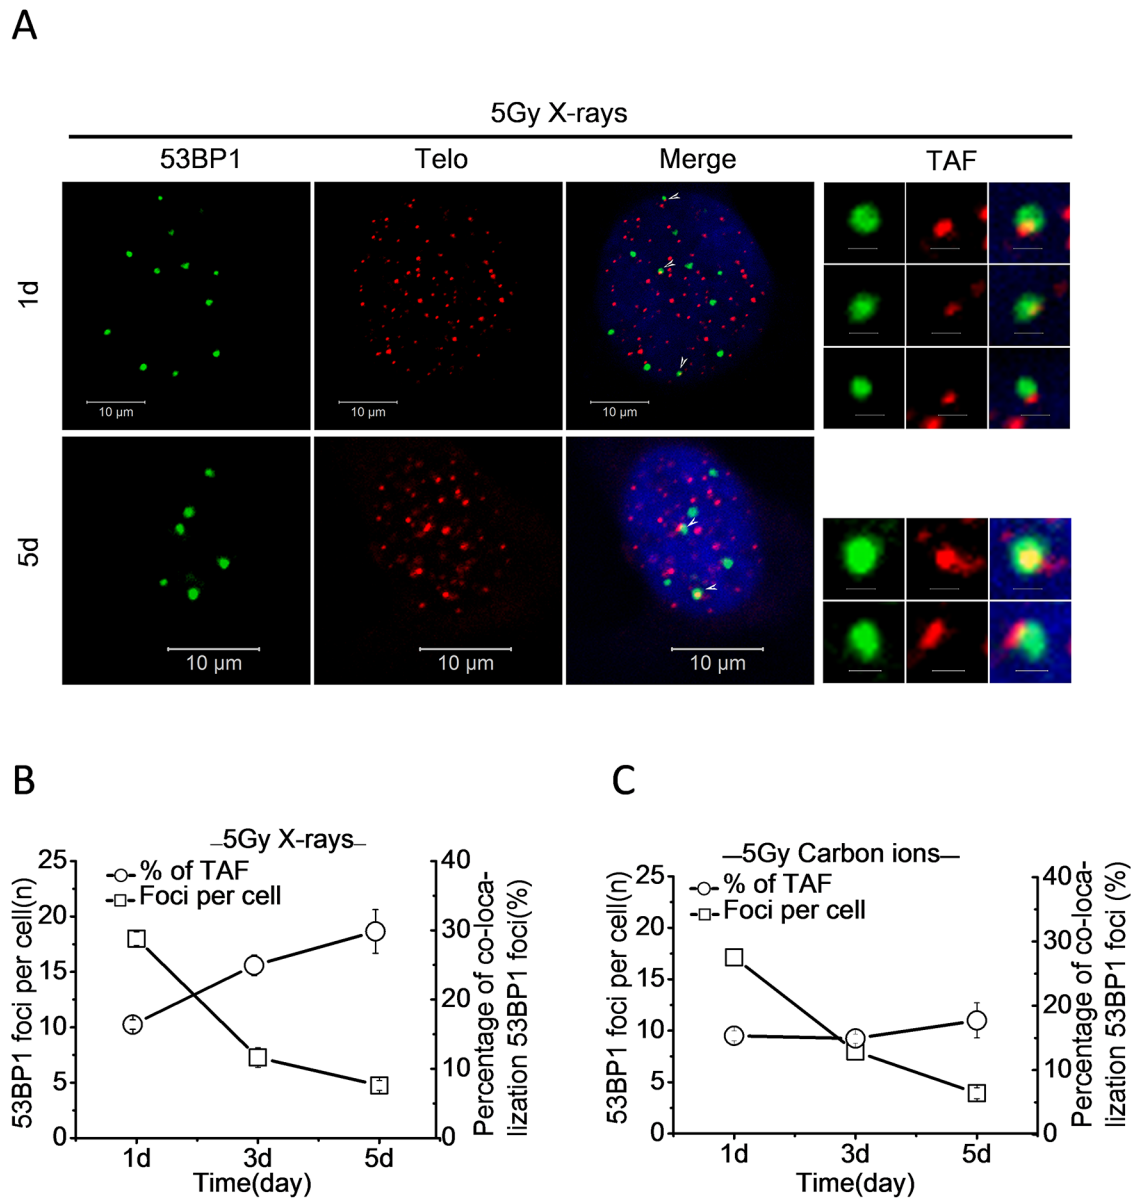 A
5Gy X-rays
53BP1 Telo Merge TAF
1d
10 µm 10 µm 10 µm
5d
10 µm 10 µm 10 µm
B
5Gy X-rays
% of TAF
Foci per cell
53BP1 foci per cell(n)
25
20
15
10
5
0
40
30
20
10
0
Percentage of co-loca-
lization 53BP1 foci(%)
1d 3d 5d
Time(day)
C
5Gy Carbon ions
% of TAF
Foci per cell
53BP1 foci per cell(n)
25
20
15
10
5
0
40
30
20
10
0
Percentage of co-loca-
lization 53BP1 foci (%)
1d 3d 5d
Time(day)